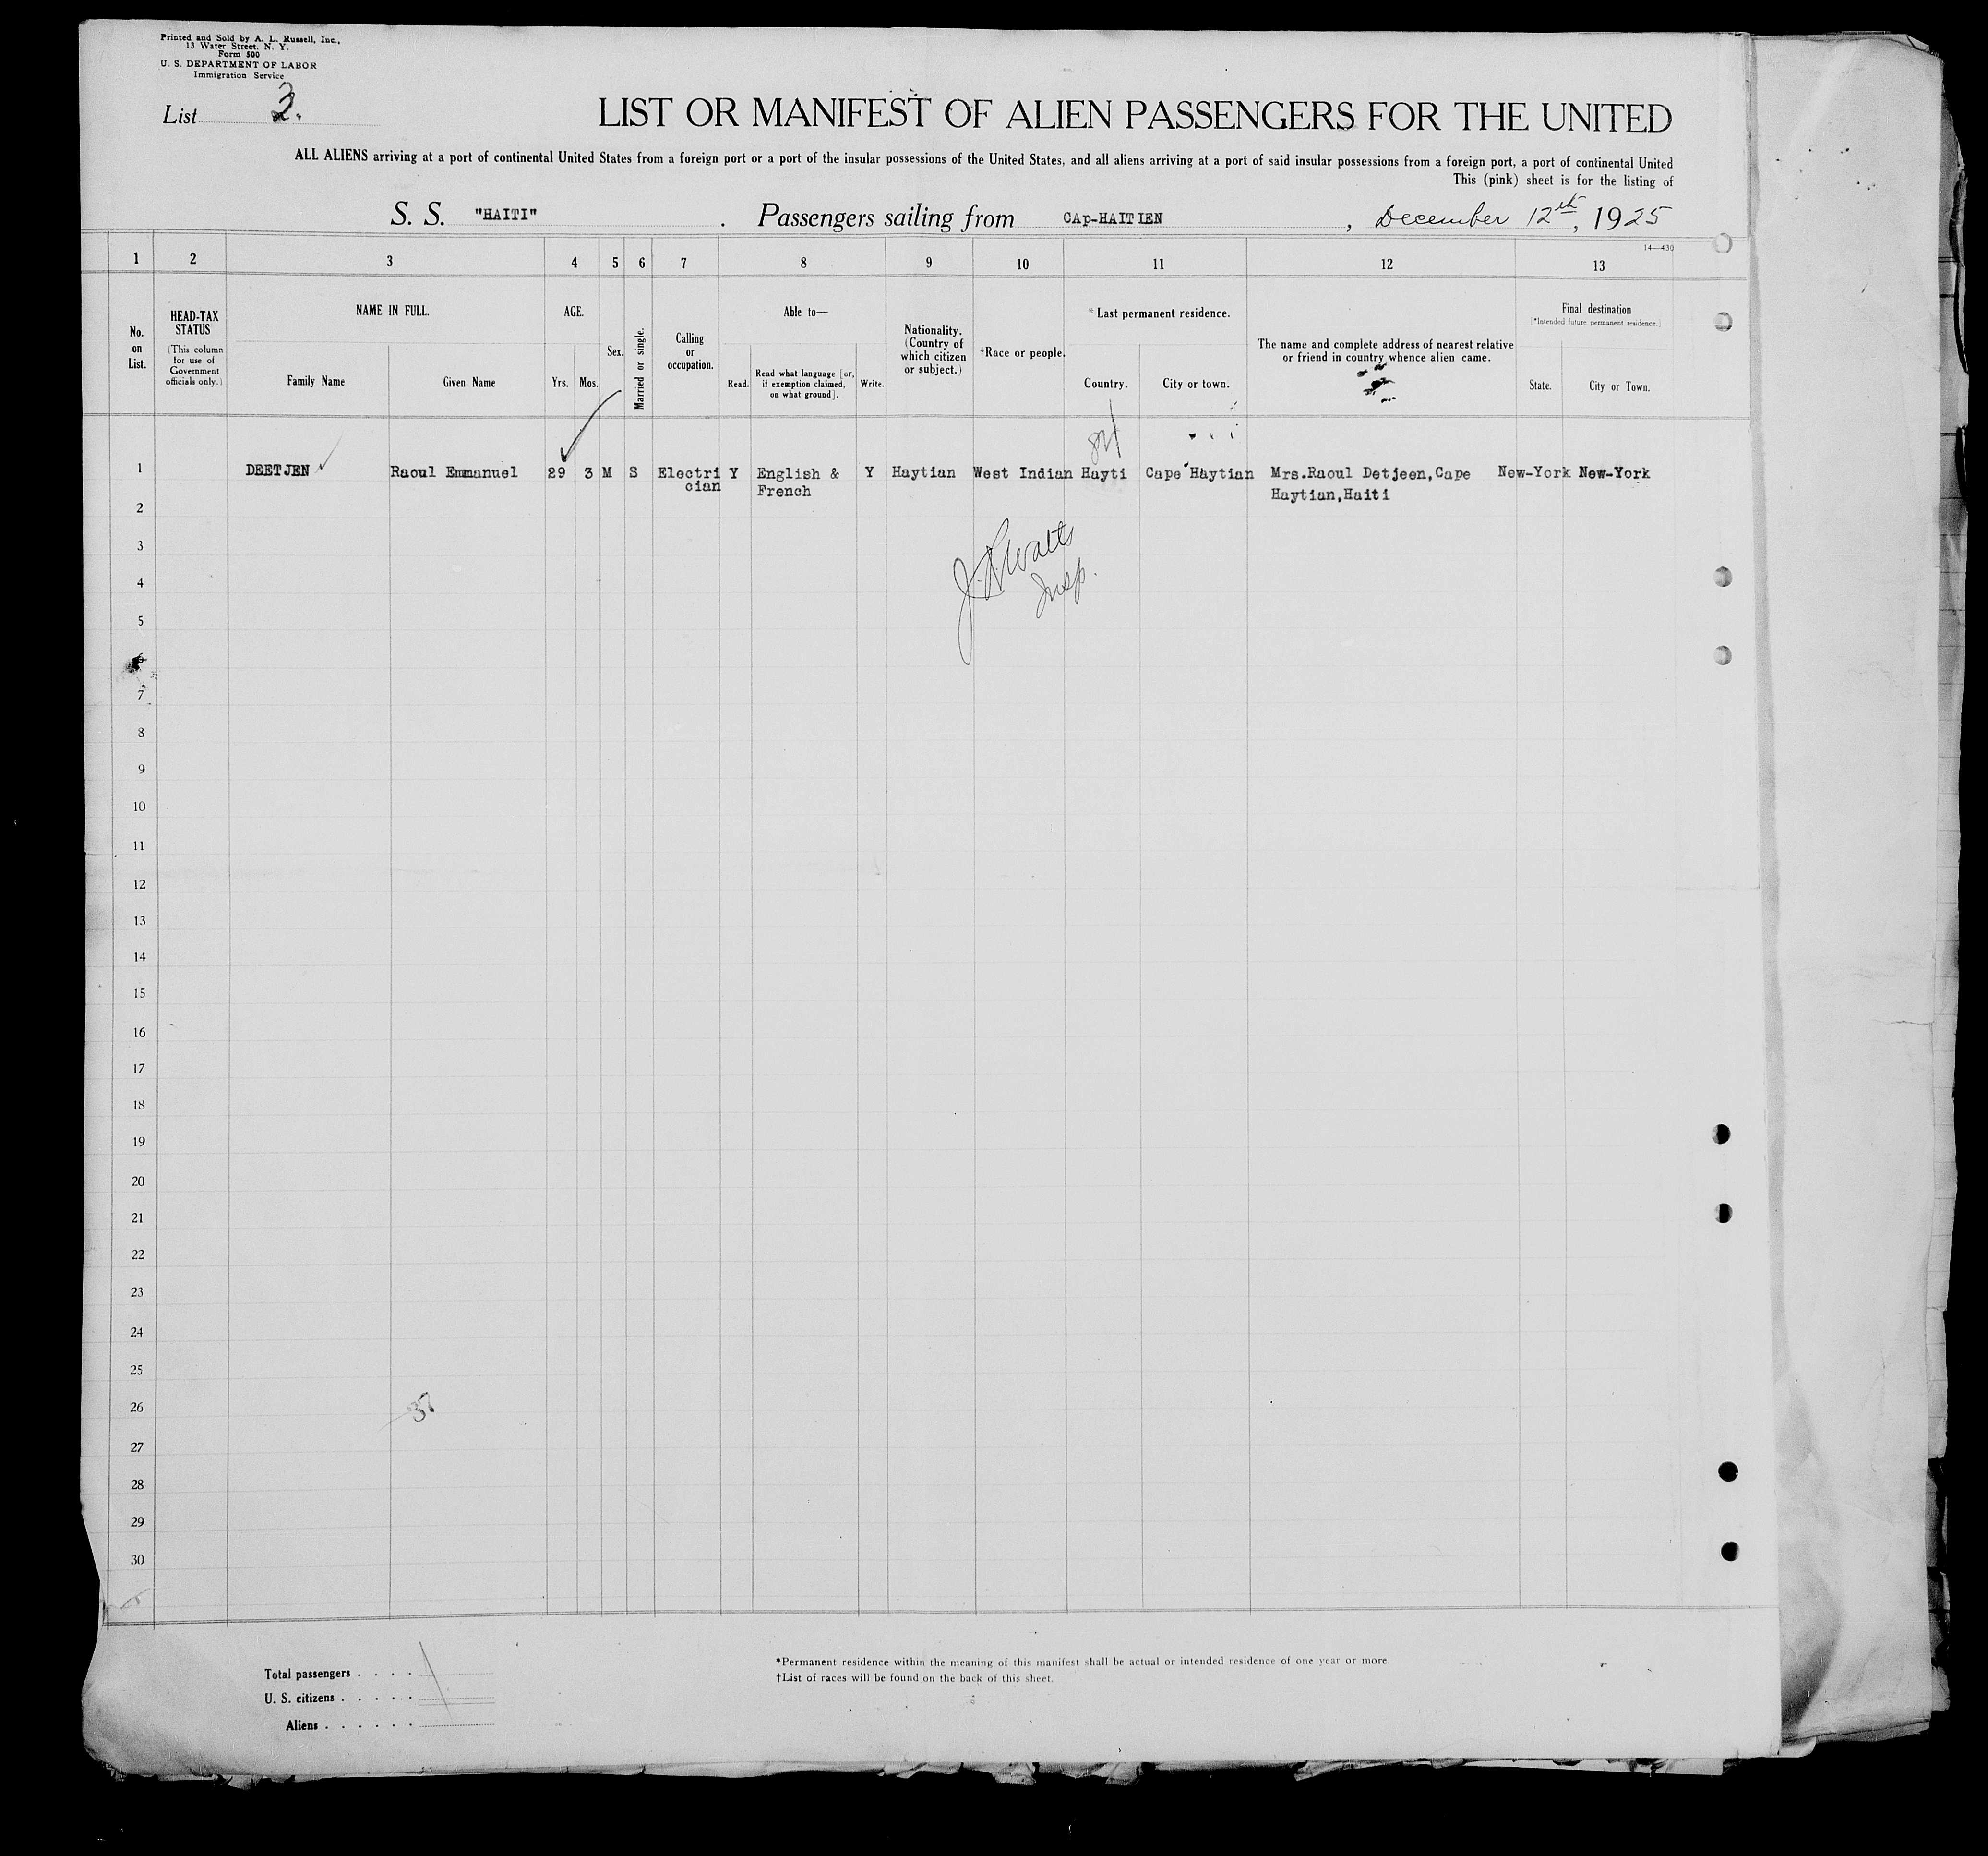 Printed and Sold by A. L. Russell, Inc.,
13 Water Street, N. Y.
Form 500
U. S. DEPARTMENT OF LABOR
Immigration Service
List
LIST OR MANIFEST OF ALIEN PASSENGERS FOR THE UNITED
ALL ALIENS arriving at a port of continental United States from a foreign port or a port of the insular possessions of the United States, and all aliens arriving at a port of said insular possessions from a foreign port, a port of continental United
This (pink) sheet is for the listing of
S. S. "HAITI" . Passengers sailing from CAp-HAITIEN , December 12th, 1925
14—430
1 2 3 4 5 6 7 8 9 10 11 12 13
No. on List.
HEAD-TAX STATUS
(This column for use of Government officials only.)
NAME IN FULL.
Family Name
Given Name
AGE.
Yrs.
Mos.
Sex.
Married or single.
Calling or occupation.
Able to—
Read.
Read what language [or, if exemption claimed, on what ground].
Write.
Nationality. (Country of which citizen or subject.)
†Race or people.
* Last permanent residence.
Country.
City or town.
The name and complete address of nearest relative or friend in country whence alien came.
Final destination
[*Intended future permanent residence.]
State.
City or Town.
1 DEETJEN Raoul Emmanuel 29 3 M S Electri Y English & Y Haytian West Indian Hayti Cape Haytian Mrs.Raoul Detjeen,Cape New-York New-York
cian French Haytian,Haiti
2
Insp.
3
4
5
6
7
8
9
10
11
12
13
14
15
16
17
18
19
20
21
22
23
24
25
26
27
28
29
30
Total passengers . . . .
U. S. citizens . . . . .
Aliens . . . . . .
*Permanent residence within the meaning of this manifest shall be actual or intended residence of one year or more.
†List of races will be found on the back of this sheet.